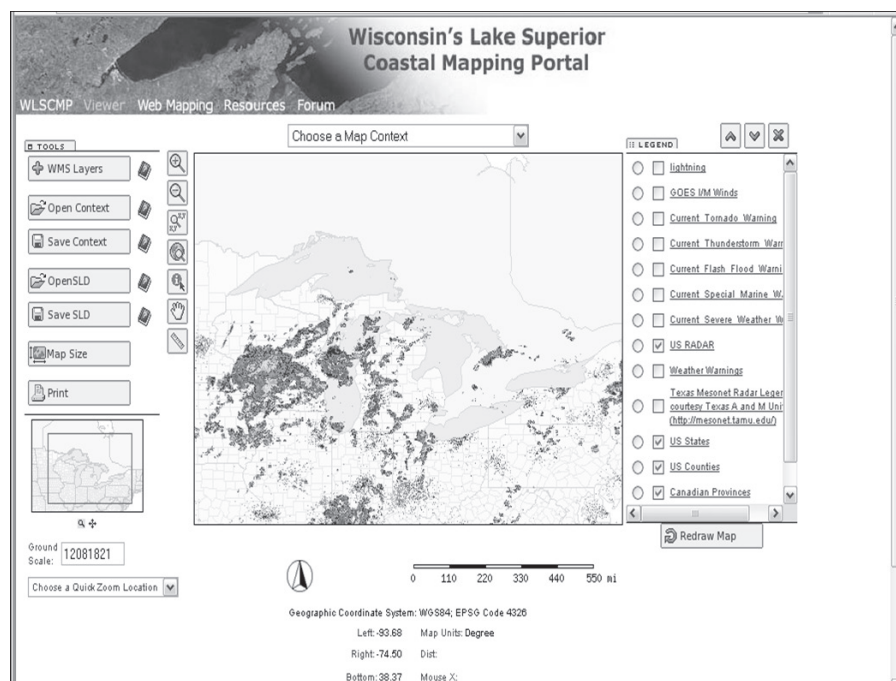 Wisconsin's Lake Superior
Coastal Mapping Portal
WLSCMP Viewer Web Mapping Resources Forum
Choose a Map Context
TOOLS
WMS Layers
Open Context
Save Context
OpenSLD
Save SLD
Map Size
Print
Ground
Scale: 12081821
Choose a Quick Zoom Location
LEGEND
lightning
GOES I/M Winds
Current Tornado Warning
Current Thunderstorm Warr
Current Flash Flood Warni
Current Special Marine W
Current Severe Weather W
US RADAR
Weather Warnings
Texas Mesonet Radar Leger
courtesy Texas A and M Uni
(http://mesonet.tamu.edu/)
US States
US Counties
Canadian Provinces
Redraw Map
0 110 220 330 440 550 mi
Geographic Coordinate System: WGS84; EPSG Code 4326
Left: -93.68 Map Units: Degree
Right: -74.50 Dist:
Bottom: 38.37 Mouse X: